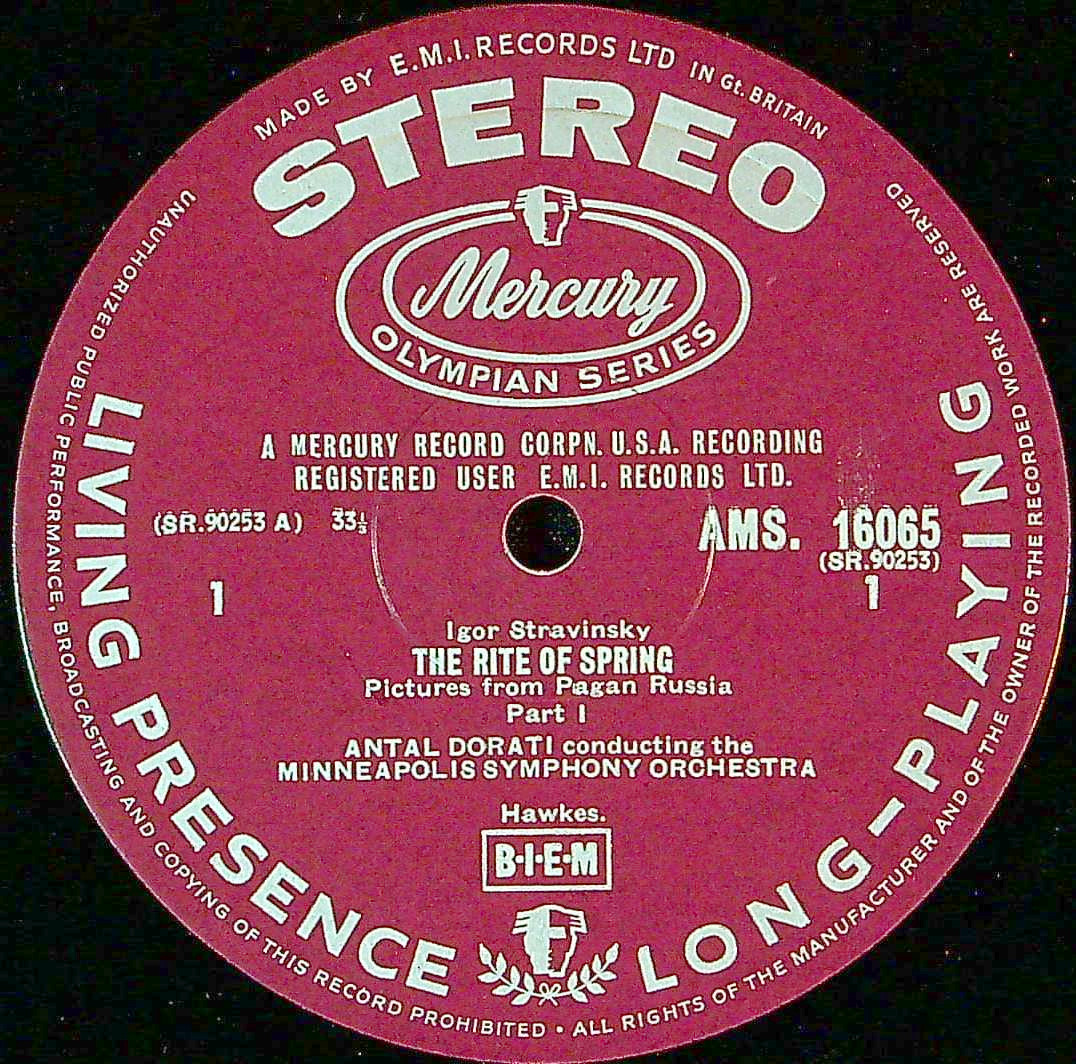 MADE BY E.M.I. RECORDS LTD IN Gt. BRITAIN
STEREO
Mercury
OLYMPIAN SERIES
A MERCURY RECORD CORPN. U.S.A. RECORDING
REGISTERED USER E.M.I. RECORDS LTD.
(SR.90253 A) 33⅓
AMS. 16065
(SR.90253)
1
1
Igor Stravinsky
THE RITE OF SPRING
Pictures from Pagan Russia
Part I
ANTAL DORATI conducting the
MINNEAPOLIS SYMPHONY ORCHESTRA
Hawkes.
B·I·E·M
LIVING PRESENCE
LONG-PLAYING
UNAUTHORIZED PUBLIC PERFORMANCE, BROADCASTING AND COPYING OF THIS RECORD PROHIBITED • ALL RIGHTS OF THE MANUFACTURER AND OF THE OWNER OF THE RECORDED WORK ARE RESERVED